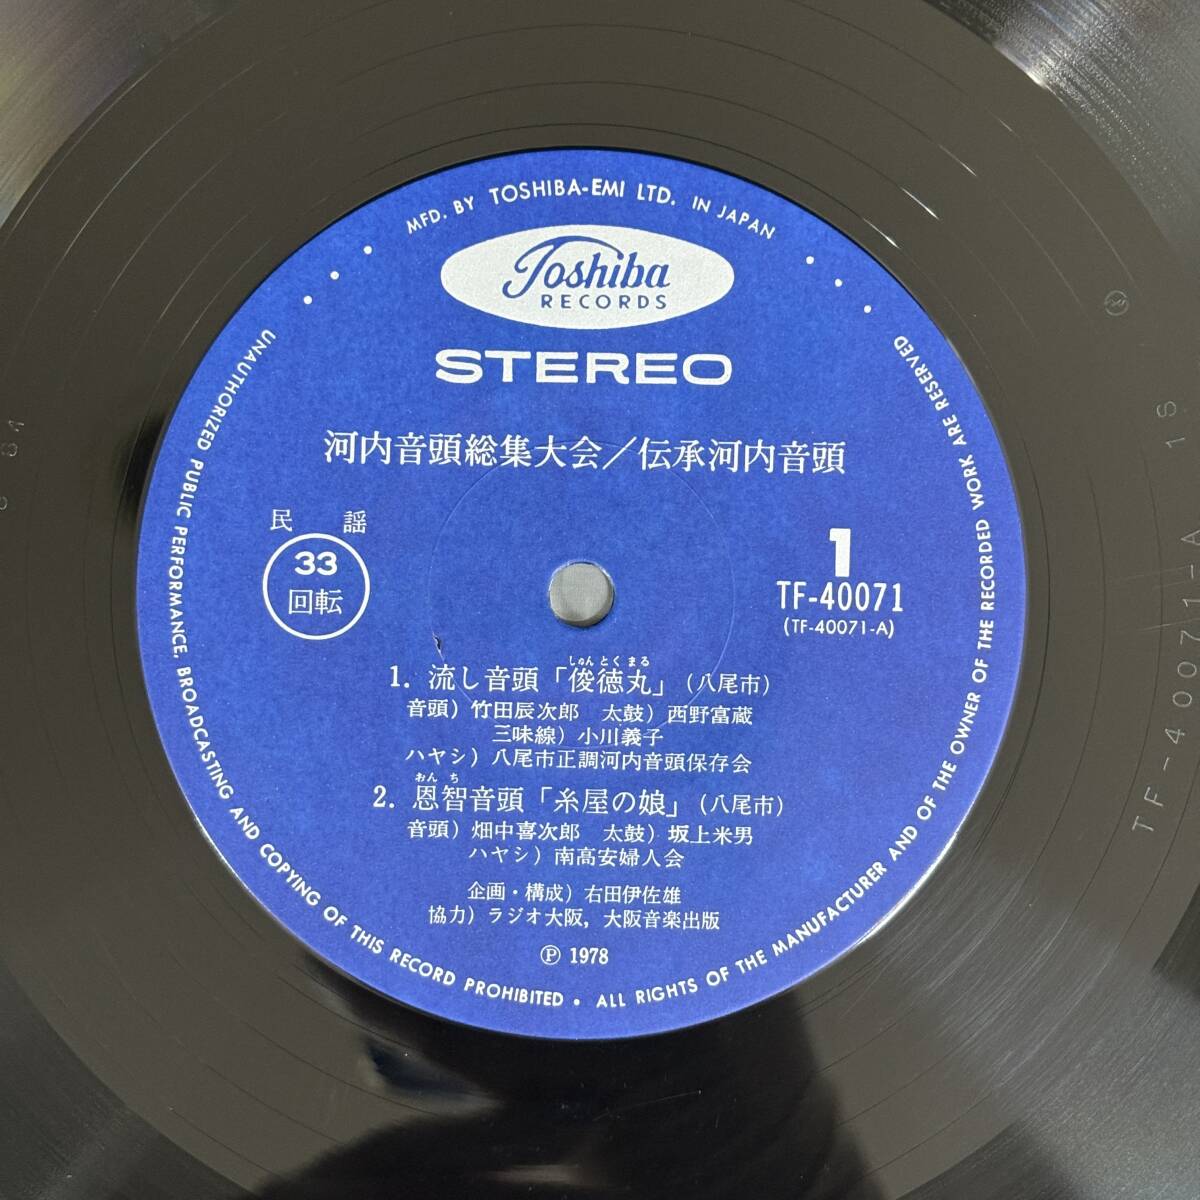 MFD. BY TOSHIBA-EMI LTD. IN JAPAN
Toshiba
RECORDS
STEREO
河内音頭総集大会/伝承河内音頭
民謡
33
回転
1
TF-40071
(TF-40071-A)
しゅんとくまる
1. 流し音頭「俊徳丸」(八尾市)
音頭)竹田辰次郎 太鼓)西野富蔵
三味線)小川義子
ハヤシ)八尾市正調河内音頭保存会
おんち
2. 恩智音頭「糸屋の娘」(八尾市)
音頭)畑中喜次郎 太鼓)坂上米男
ハヤシ)南高安婦人会
企画・構成)右田伊佐雄
協力)ラジオ大阪, 大阪音楽出版
Ⓟ 1978
UNAUTHORIZED PUBLIC PERFORMANCE, BROADCASTING AND COPYING OF THIS RECORD PROHIBITED • ALL RIGHTS OF THE MANUFACTURER AND OF THE OWNER OF THE RECORDED WORK ARE RESERVED
TF-40071-A 1S